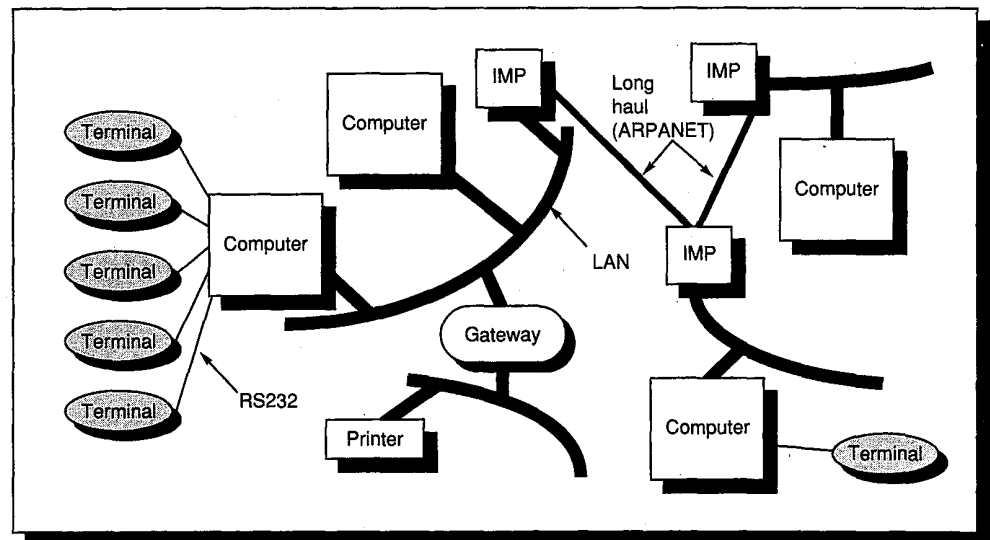 IMP
IMP
Long
haul
(ARPANET)
Computer
Terminal
Computer
Terminal
Computer
LAN
IMP
Terminal
Gateway
Terminal
RS232
Terminal
Printer
Computer
Terminal